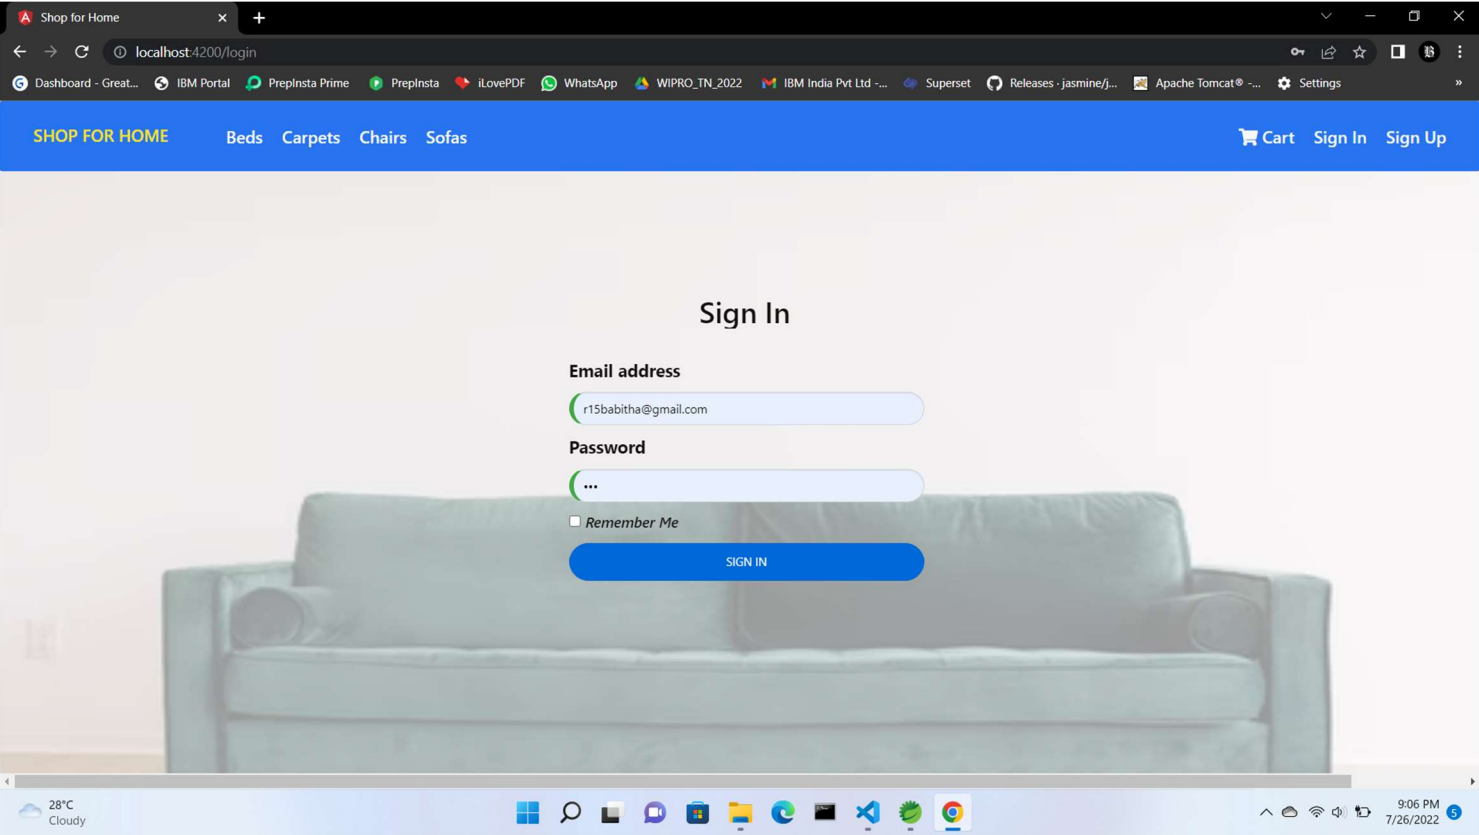 Shop for Home
localhost:4200/login
Dashboard - Great... IBM Portal PrepInsta Prime PrepInsta iLovePDF WhatsApp WIPRO_TN_2022 IBM India Pvt Ltd -... Superset Releases · jasmine/j... Apache Tomcat® -... Settings »
SHOP FOR HOME Beds Carpets Chairs Sofas Cart Sign In Sign Up
Sign In
Email address
r15babitha@gmail.com
Password
•••
Remember Me
SIGN IN
28°C
Cloudy
9:06 PM
7/26/2022 5